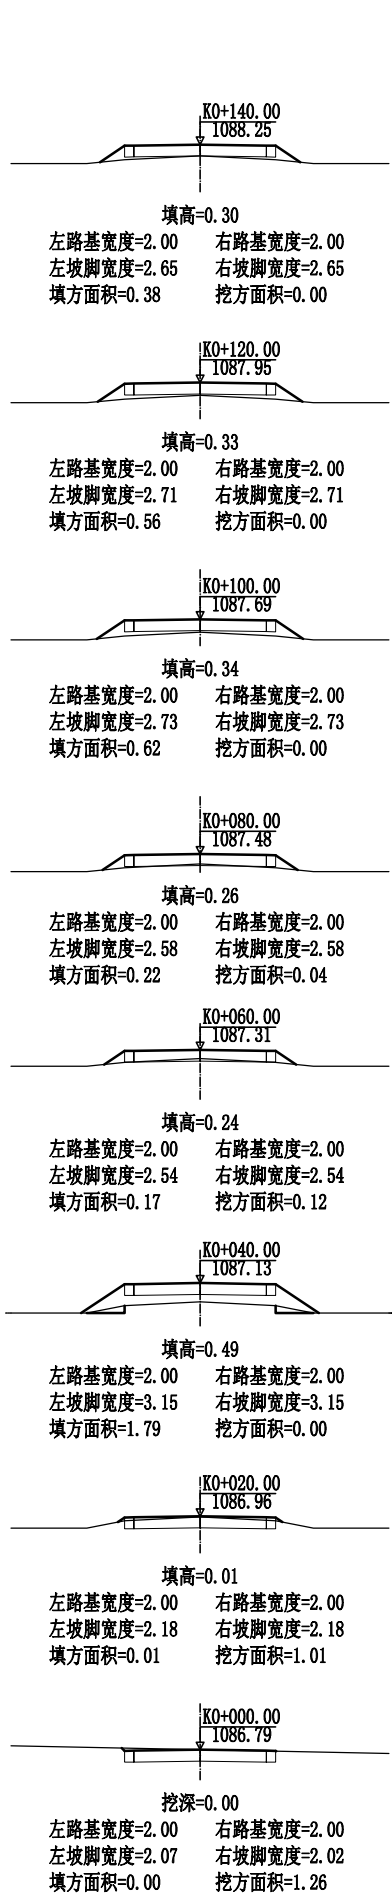 K0+140.00
1088.25
填高=0.30
左路基宽度=2.00 右路基宽度=2.00
左坡脚宽度=2.65 右坡脚宽度=2.65
填方面积=0.38 挖方面积=0.00
K0+120.00
1087.95
填高=0.33
左路基宽度=2.00 右路基宽度=2.00
左坡脚宽度=2.71 右坡脚宽度=2.71
填方面积=0.56 挖方面积=0.00
K0+100.00
1087.69
填高=0.34
左路基宽度=2.00 右路基宽度=2.00
左坡脚宽度=2.73 右坡脚宽度=2.73
填方面积=0.62 挖方面积=0.00
K0+080.00
1087.48
填高=0.26
左路基宽度=2.00 右路基宽度=2.00
左坡脚宽度=2.58 右坡脚宽度=2.58
填方面积=0.22 挖方面积=0.04
K0+060.00
1087.31
填高=0.24
左路基宽度=2.00 右路基宽度=2.00
左坡脚宽度=2.54 右坡脚宽度=2.54
填方面积=0.17 挖方面积=0.12
K0+040.00
1087.13
填高=0.49
左路基宽度=2.00 右路基宽度=2.00
左坡脚宽度=3.15 右坡脚宽度=3.15
填方面积=1.79 挖方面积=0.00
K0+020.00
1086.96
填高=0.01
左路基宽度=2.00 右路基宽度=2.00
左坡脚宽度=2.18 右坡脚宽度=2.18
填方面积=0.01 挖方面积=1.01
K0+000.00
1086.79
挖深=0.00
左路基宽度=2.00 右路基宽度=2.00
左坡脚宽度=2.07 右坡脚宽度=2.02
填方面积=0.00 挖方面积=1.26